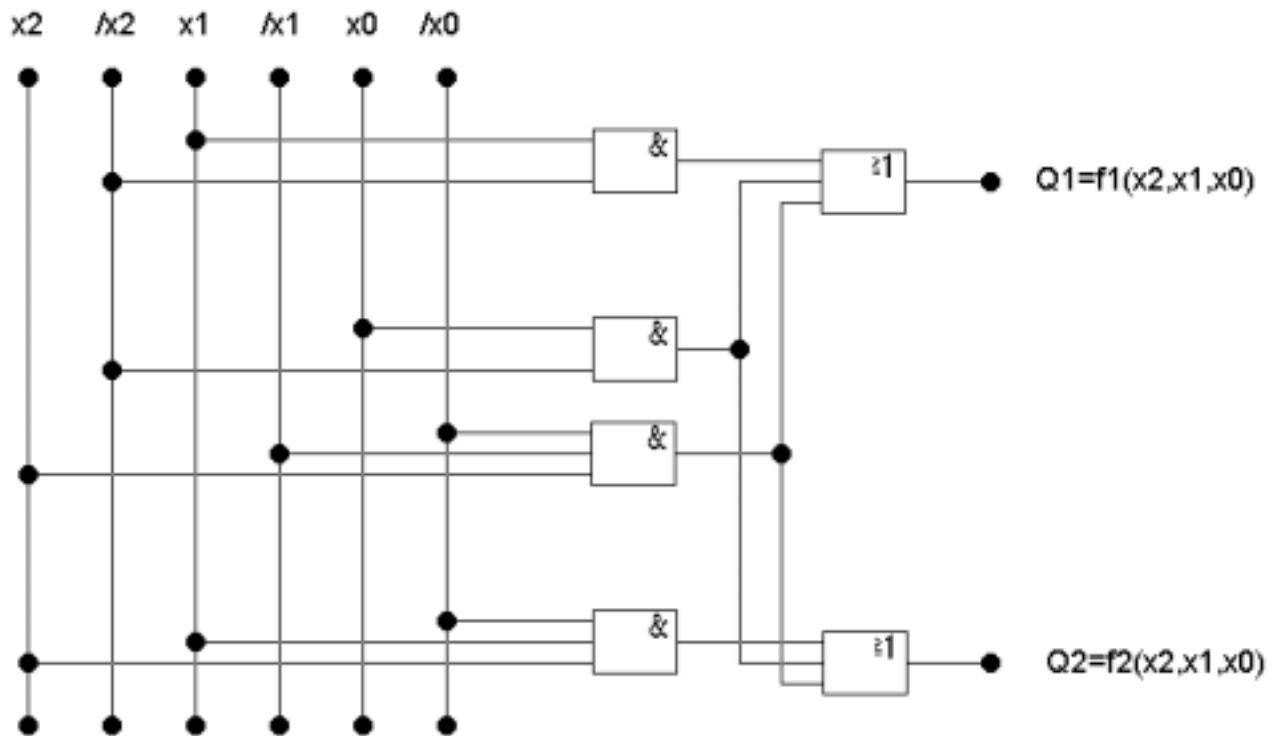 x2 /x2 x1 /x1 x0 /x0
&
≥1
Q1=f1(x2,x1,x0)
&
&
&
≥1
Q2=f2(x2,x1,x0)